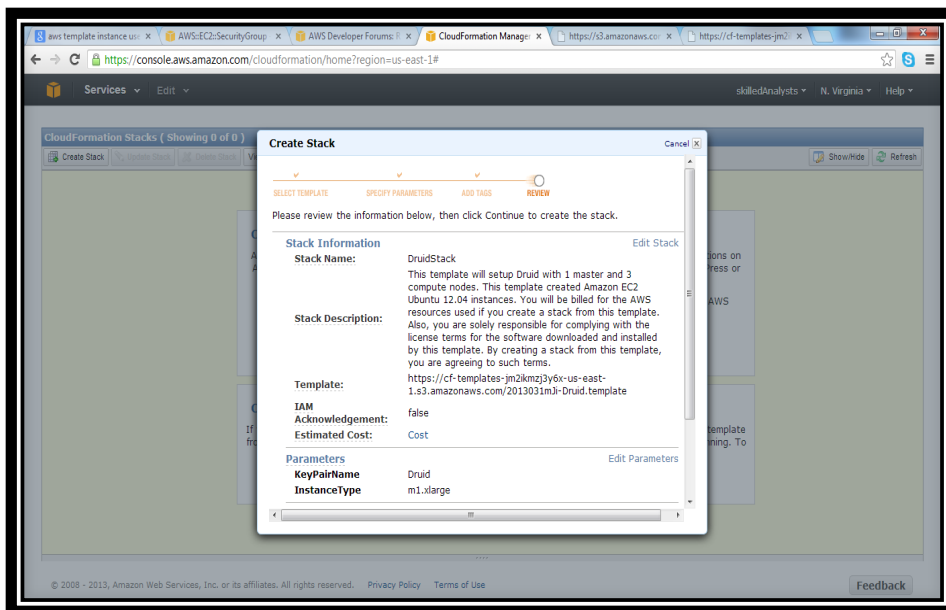 aws template instance use
AWS::EC2::SecurityGroup
AWS Developer Forums: R
CloudFormation Manager
https://s3.amazonaws.com
https://cf-templates-jm2i
https://console.aws.amazon.com/cloudformation/home?region=us-east-1#
Services Edit skilledAnalysts N. Virginia Help
CloudFormation Stacks ( Showing 0 of 0 )
Create Stack Update Stack Delete Stack Show/Hide Refresh
Create Stack Cancel
SELECT TEMPLATE SPECIFY PARAMETERS ADD TAGS REVIEW
Please review the information below, then click Continue to create the stack.
Stack Information Edit Stack
Stack Name: DruidStack
Stack Description:
This template will setup Druid with 1 master and 3
compute nodes. This template created Amazon EC2
Ubuntu 12.04 instances. You will be billed for the AWS
resources used if you create a stack from this template.
Also, you are solely responsible for complying with the
license terms for the software downloaded and installed
by this template. By creating a stack from this template,
you are agreeing to such terms.
Template:
https://cf-templates-jm2ikmzj3y6x-us-east-
1.s3.amazonaws.com/2013031mJi-Druid.template
IAM
Acknowledgement: false
Estimated Cost: Cost
Parameters Edit Parameters
KeyPairName Druid
InstanceType m1.xlarge
AWS
If
template
© 2008 - 2013, Amazon Web Services, Inc. or its affiliates. All rights reserved. Privacy Policy Terms of Use Feedback